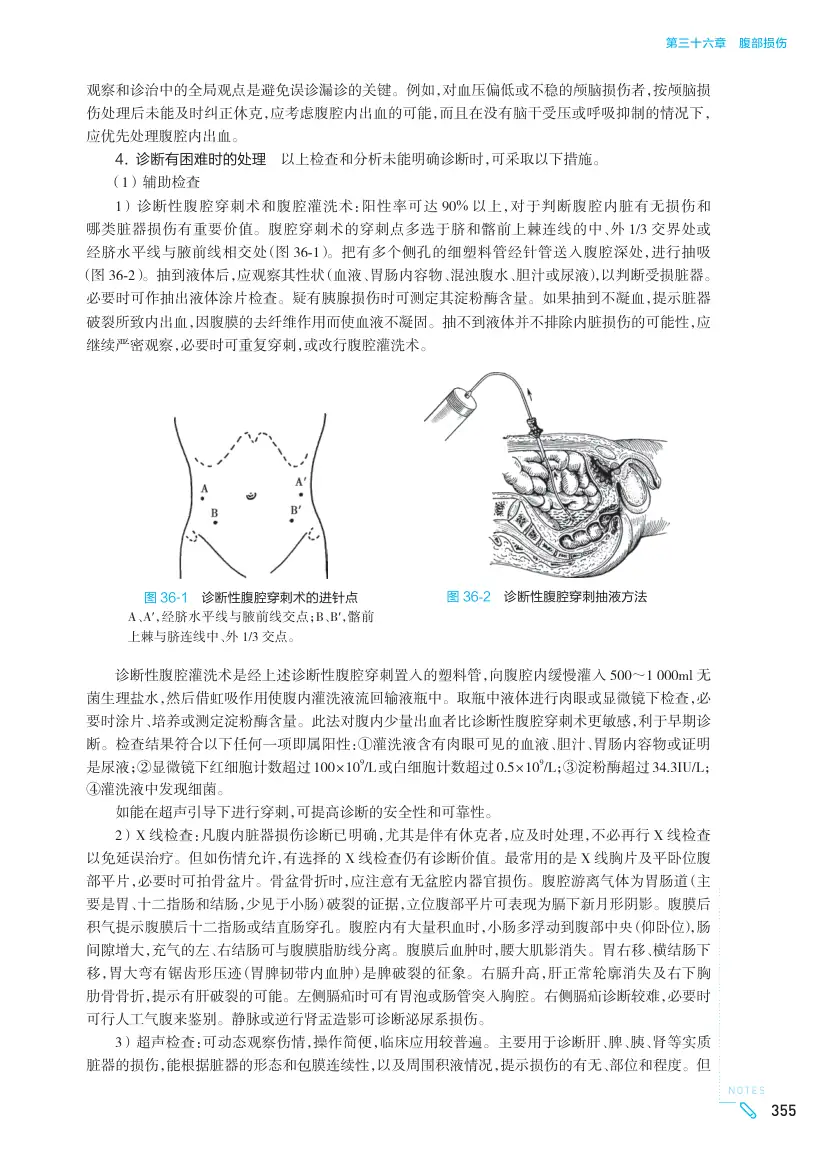 第三十六章 腹部损伤
观察和诊治中的全局观点是避免误诊漏诊的关键。例如,对血压偏低或不稳的颅脑损伤者,按颅脑损
伤处理后未能及时纠正休克,应考虑腹腔内出血的可能,而且在没有脑干受压或呼吸抑制的情况下,
应优先处理腹腔内出血。
4. 诊断有困难时的处理 以上检查和分析未能明确诊断时,可采取以下措施。
(1)辅助检查
1)诊断性腹腔穿刺术和腹腔灌洗术:阳性率可达 90% 以上,对于判断腹腔内脏有无损伤和
哪类脏器损伤有重要价值。腹腔穿刺术的穿刺点多选于脐和髂前上棘连线的中、外 1/3 交界处或
经脐水平线与腋前线相交处(图 36-1)。把有多个侧孔的细塑料管经针管送入腹腔深处,进行抽吸
(图 36-2)。抽到液体后,应观察其性状(血液、胃肠内容物、混浊腹水、胆汁或尿液),以判断受损脏器。
必要时可作抽出液体涂片检查。疑有胰腺损伤时可测定其淀粉酶含量。如果抽到不凝血,提示脏器
破裂所致内出血,因腹膜的去纤维作用而使血液不凝固。抽不到液体并不排除内脏损伤的可能性,应
继续严密观察,必要时可重复穿刺,或改行腹腔灌洗术。
A
A′
B
B′
图 36-1 诊断性腹腔穿刺术的进针点
A、A′,经脐水平线与腋前线交点;B、B′,髂前
上棘与脐连线中、外 1/3 交点。
图 36-2 诊断性腹腔穿刺抽液方法
诊断性腹腔灌洗术是经上述诊断性腹腔穿刺置入的塑料管,向腹腔内缓慢灌入 500~1 000ml 无
菌生理盐水,然后借虹吸作用使腹内灌洗液流回输液瓶中。取瓶中液体进行肉眼或显微镜下检查,必
要时涂片、培养或测定淀粉酶含量。此法对腹内少量出血者比诊断性腹腔穿刺术更敏感,利于早期诊
断。检查结果符合以下任何一项即属阳性:①灌洗液含有肉眼可见的血液、胆汁、胃肠内容物或证明
是尿液;②显微镜下红细胞计数超过 100×10⁹/L 或白细胞计数超过 0.5×10⁹/L;③淀粉酶超过 34.3IU/L;
④灌洗液中发现细菌。
如能在超声引导下进行穿刺,可提高诊断的安全性和可靠性。
2)X 线检查:凡腹内脏器损伤诊断已明确,尤其是伴有休克者,应及时处理,不必再行 X 线检查
以免延误治疗。但如伤情允许,有选择的 X 线检查仍有诊断价值。最常用的是 X 线胸片及平卧位腹
部平片,必要时可拍骨盆片。骨盆骨折时,应注意有无盆腔内器官损伤。腹腔游离气体为胃肠道(主
要是胃、十二指肠和结肠,少见于小肠)破裂的证据,立位腹部平片可表现为膈下新月形阴影。腹膜后
积气提示腹膜后十二指肠或结直肠穿孔。腹腔内有大量积血时,小肠多浮动到腹部中央(仰卧位),肠
间隙增大,充气的左、右结肠可与腹膜脂肪线分离。腹膜后血肿时,腰大肌影消失。胃右移、横结肠下
移,胃大弯有锯齿形压迹(胃脾韧带内血肿)是脾破裂的征象。右膈升高,肝正常轮廓消失及右下胸
肋骨骨折,提示有肝破裂的可能。左侧膈疝时可有胃泡或肠管突入胸腔。右侧膈疝诊断较难,必要时
可行人工气腹来鉴别。静脉或逆行肾盂造影可诊断泌尿系损伤。
3)超声检查:可动态观察伤情,操作简便,临床应用较普遍。主要用于诊断肝、脾、胰、肾等实质
脏器的损伤,能根据脏器的形态和包膜连续性,以及周围积液情况,提示损伤的有无、部位和程度。但
NOTES
355